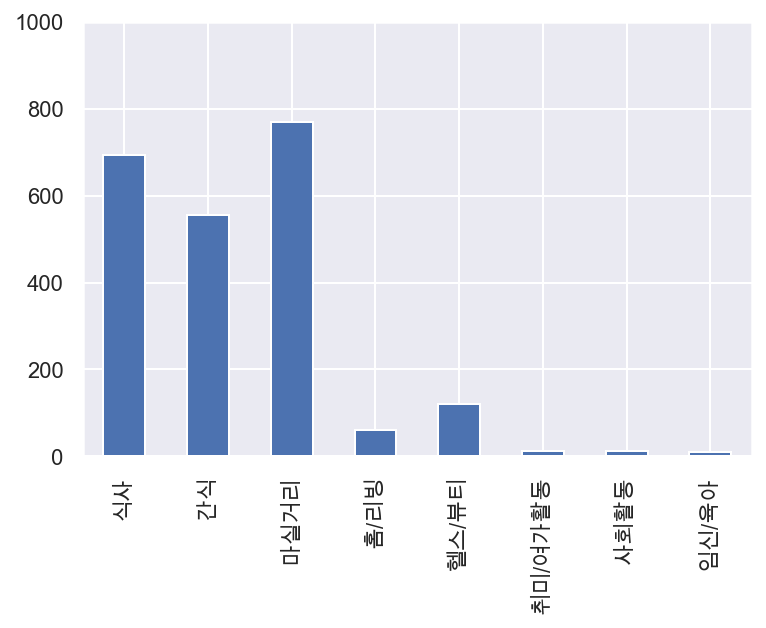 1000
800
600
400
200
0
식사
간식
마실거리
홈/리빙
헬스/뷰티
취미/여가활동
사회활동
임신/육아